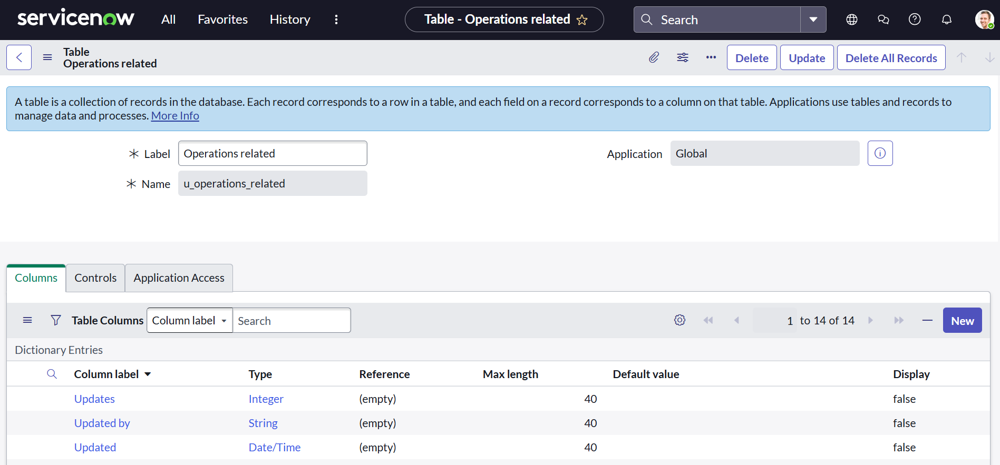 servicenow All Favorites History Table - Operations related Search
Table
Operations related Delete Update Delete All Records
A table is a collection of records in the database. Each record corresponds to a row in a table, and each field on a record corresponds to a column on that table. Applications use tables and records to
manage data and processes. More Info
Label Operations related Application Global
Name u_operations_related
Columns Controls Application Access
Table Columns Column label Search 1 to 14 of 14 New
Dictionary Entries
Column label Type Reference Max length Default value Display
Updates Integer (empty) 40 false
Updated by String (empty) 40 false
Updated Date/Time (empty) 40 false